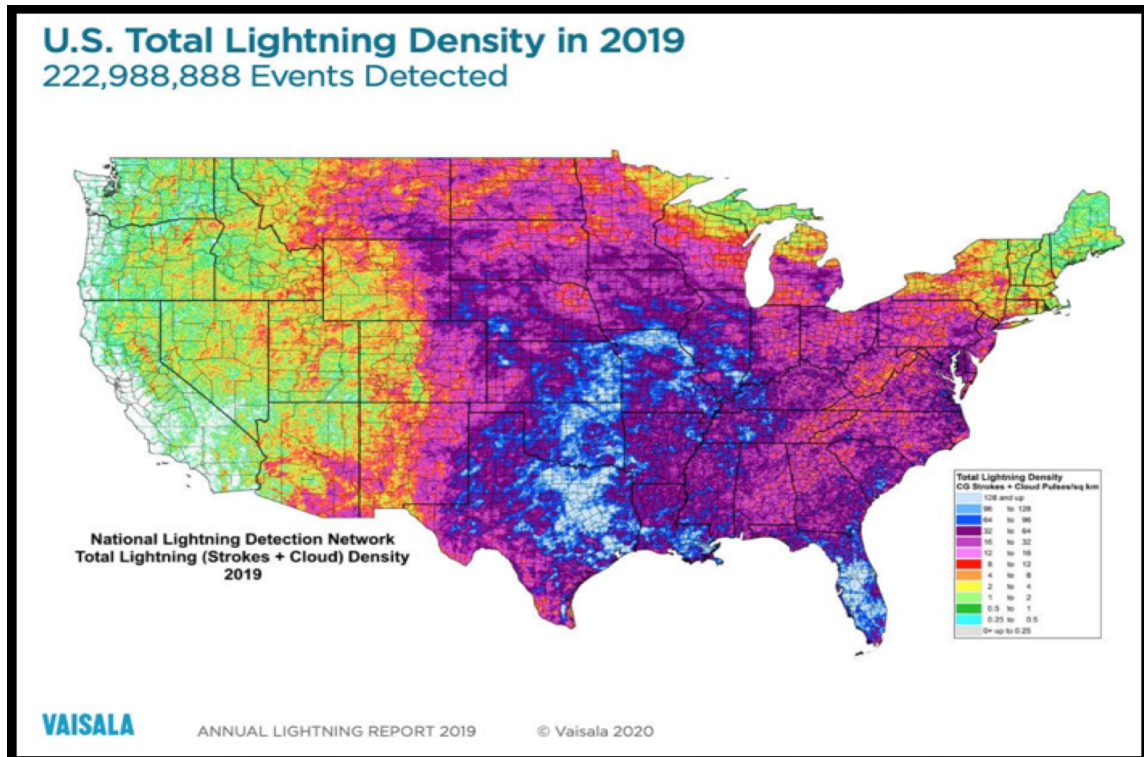 U.S. Total Lightning Density in 2019
222,988,888 Events Detected
National Lightning Detection Network
Total Lightning (Strokes + Cloud) Density
2019
Total Lightning Density
CG Strokes + Cloud Pulses/sq km
128 and up
96 to 128
64 to 96
32 to 64
16 to 32
12 to 16
8 to 12
4 to 8
2 to 4
1 to 2
0.5 to 1
0.25 to 0.5
0+ up to 0.25
VAISALA
ANNUAL LIGHTNING REPORT 2019
© Vaisala 2020